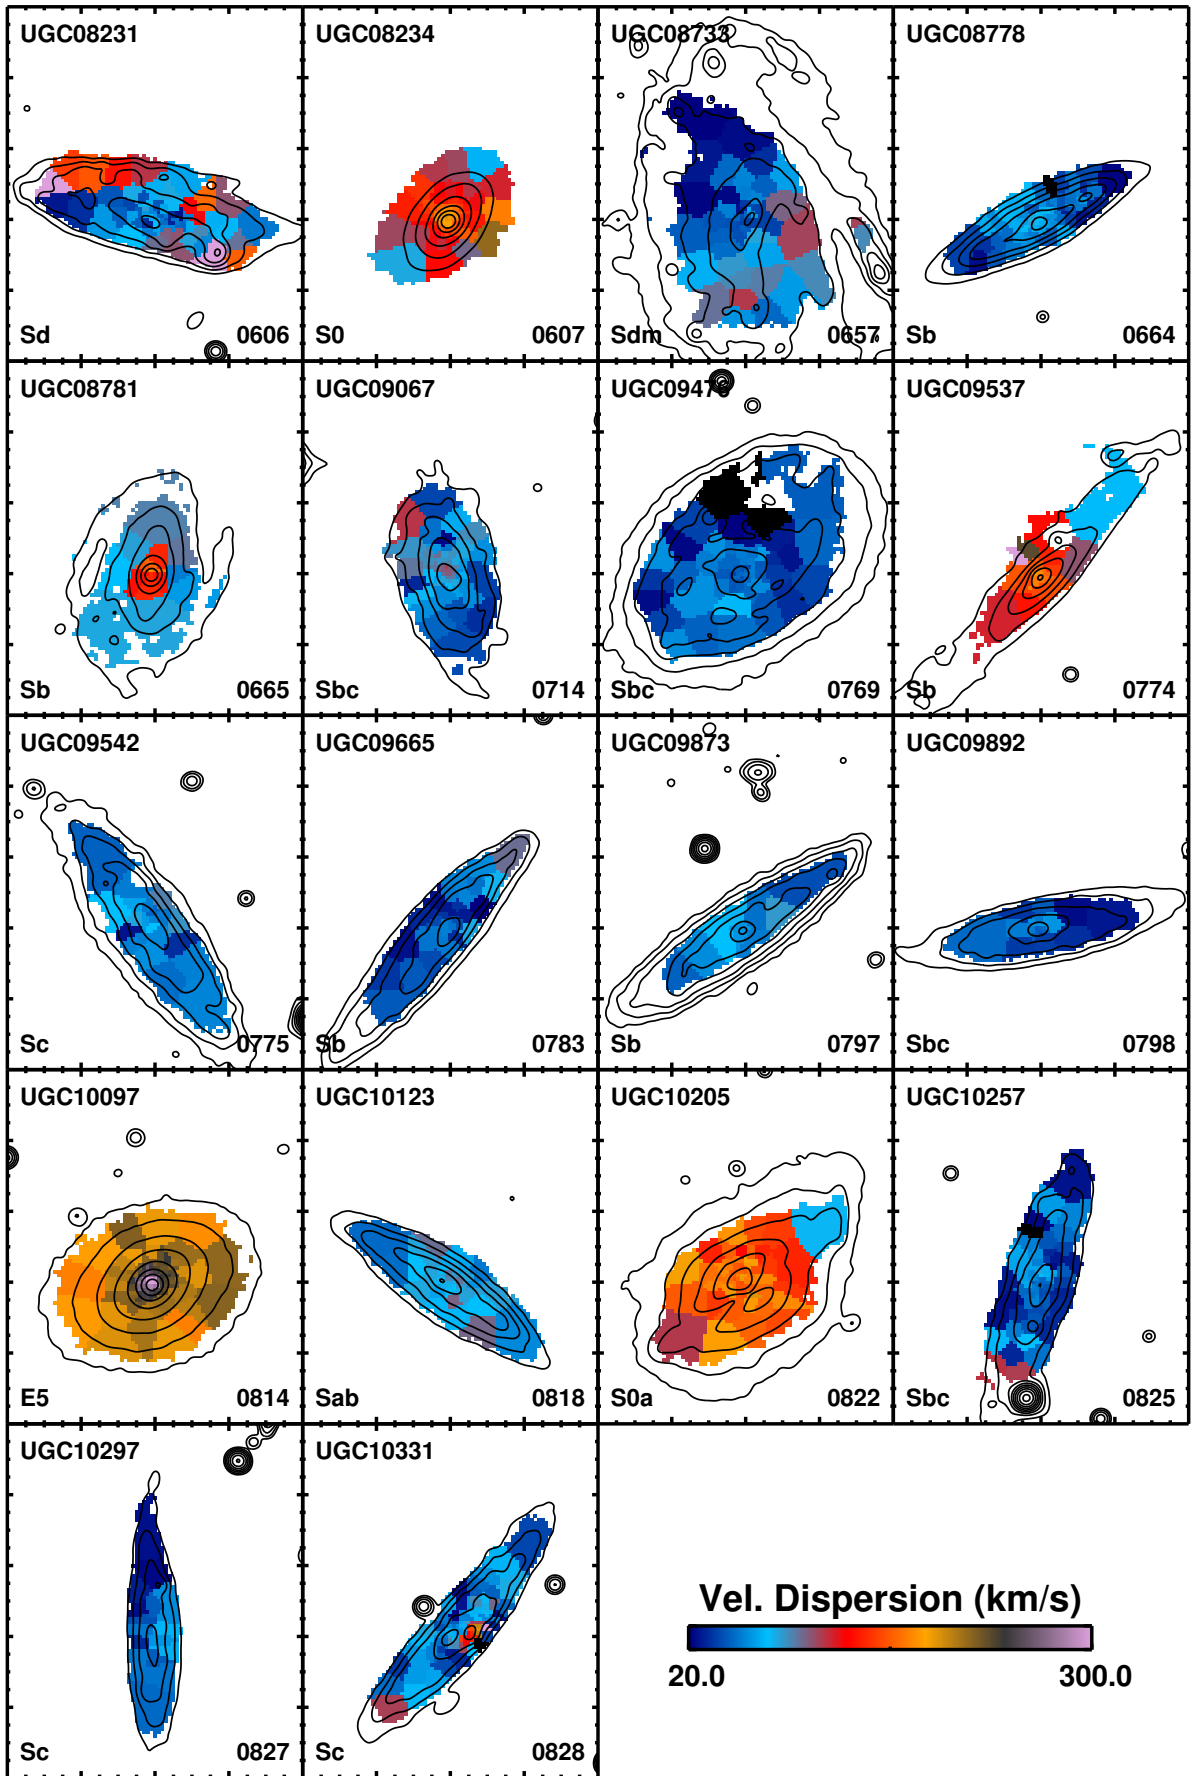 UGC08231 UGC08234 UGC08733 UGC08778
Sd 0606 S0 0607 Sdm 0657 Sb 0664
UGC08781 UGC09067 UGC09476 UGC09537
Sb 0665 Sbc 0714 Sbc 0769 Sb 0774
UGC09542 UGC09665 UGC09873 UGC09892
Sc 0775 Sb 0783 Sb 0797 Sbc 0798
UGC10097 UGC10123 UGC10205 UGC10257
E5 0814 Sab 0818 S0a 0822 Sbc 0825
UGC10297 UGC10331
Sc 0827 Sc 0828
Vel. Dispersion (km/s)
20.0 300.0